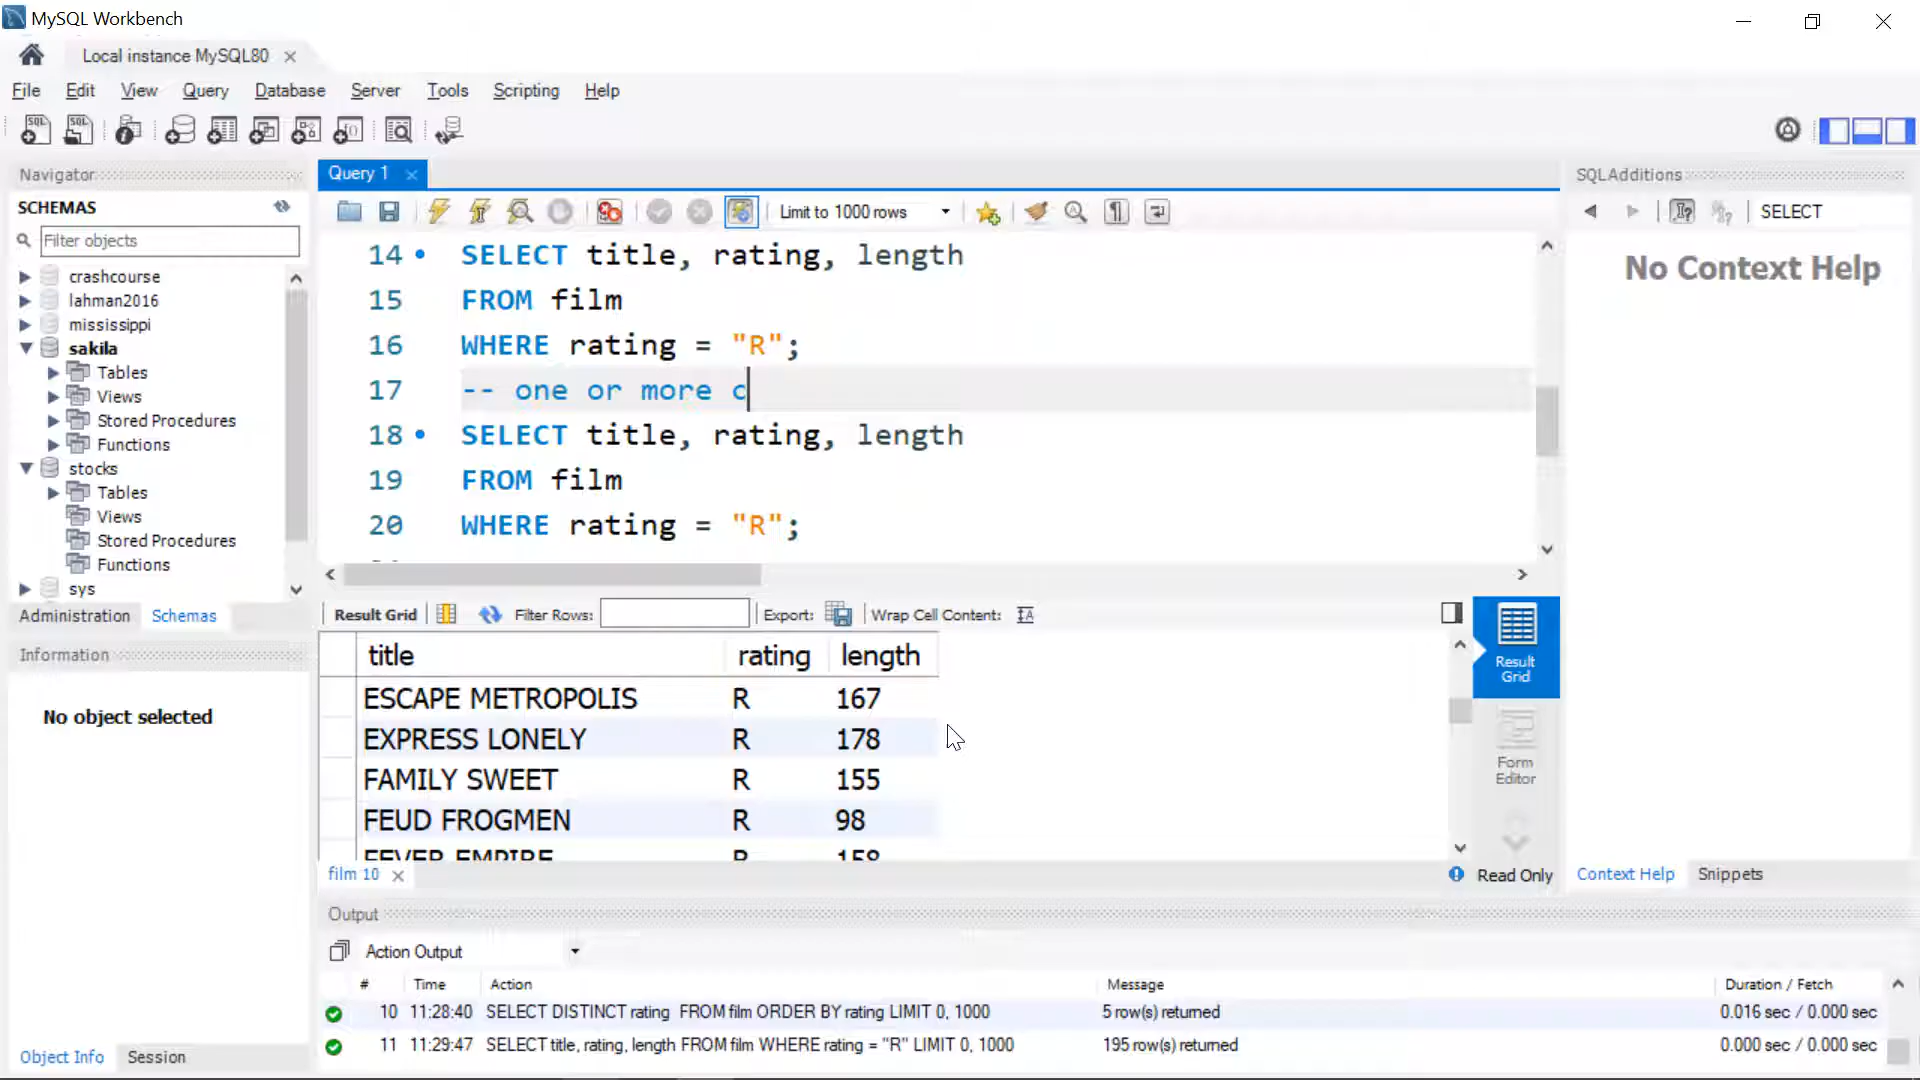 MySQL Workbench
Local instance MySQL80
File Edit View Query Database Server Tools Scripting Help
Navigator
SCHEMAS
Filter objects
crashcourse
lahman2016
mississippi
sakila
Tables
Views
Stored Procedures
Functions
stocks
Tables
Views
Stored Procedures
Functions
sys
Administration Schemas
Information
No object selected
Object Info Session
Query 1
Limit to 1000 rows
14 SELECT title, rating, length
15 FROM film
16 WHERE rating = "R";
17 -- one or more c
18 SELECT title, rating, length
19 FROM film
20 WHERE rating = "R";
Result Grid Filter Rows: Export: Wrap Cell Content:
title rating length
ESCAPE METROPOLIS R 167
EXPRESS LONELY R 178
FAMILY SWEET R 155
FEUD FROGMEN R 98
FEVER EMPIRE R 158
Result Grid
Form Editor
film 10
Read Only
SQLAdditions
SELECT
No Context Help
Context Help Snippets
Output
Action Output
# Time Action Message Duration / Fetch
10 11:28:40 SELECT DISTINCT rating FROM film ORDER BY rating LIMIT 0, 1000 5 row(s) returned 0.016 sec / 0.000 sec
11 11:29:47 SELECT title, rating, length FROM film WHERE rating = "R" LIMIT 0, 1000 195 row(s) returned 0.000 sec / 0.000 sec